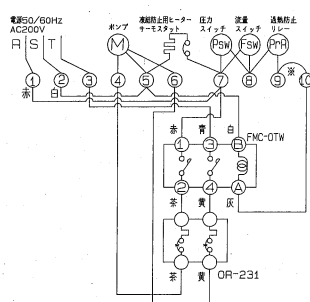 電源50/60Hz
AC200V
R S T
ポンプ
M
凍結防止用ヒーター
サーモスタット
圧力
スイッチ
Psw
流量
スイッチ
Fsw
過熱防止
リレー
PrR
1 2 3 4 5 6 7 8 9 ※ 10
赤 白
赤 青 白
FMC-OTW
1 3 B
2 4 A
茶 黄 灰
茶 黄
OR-231